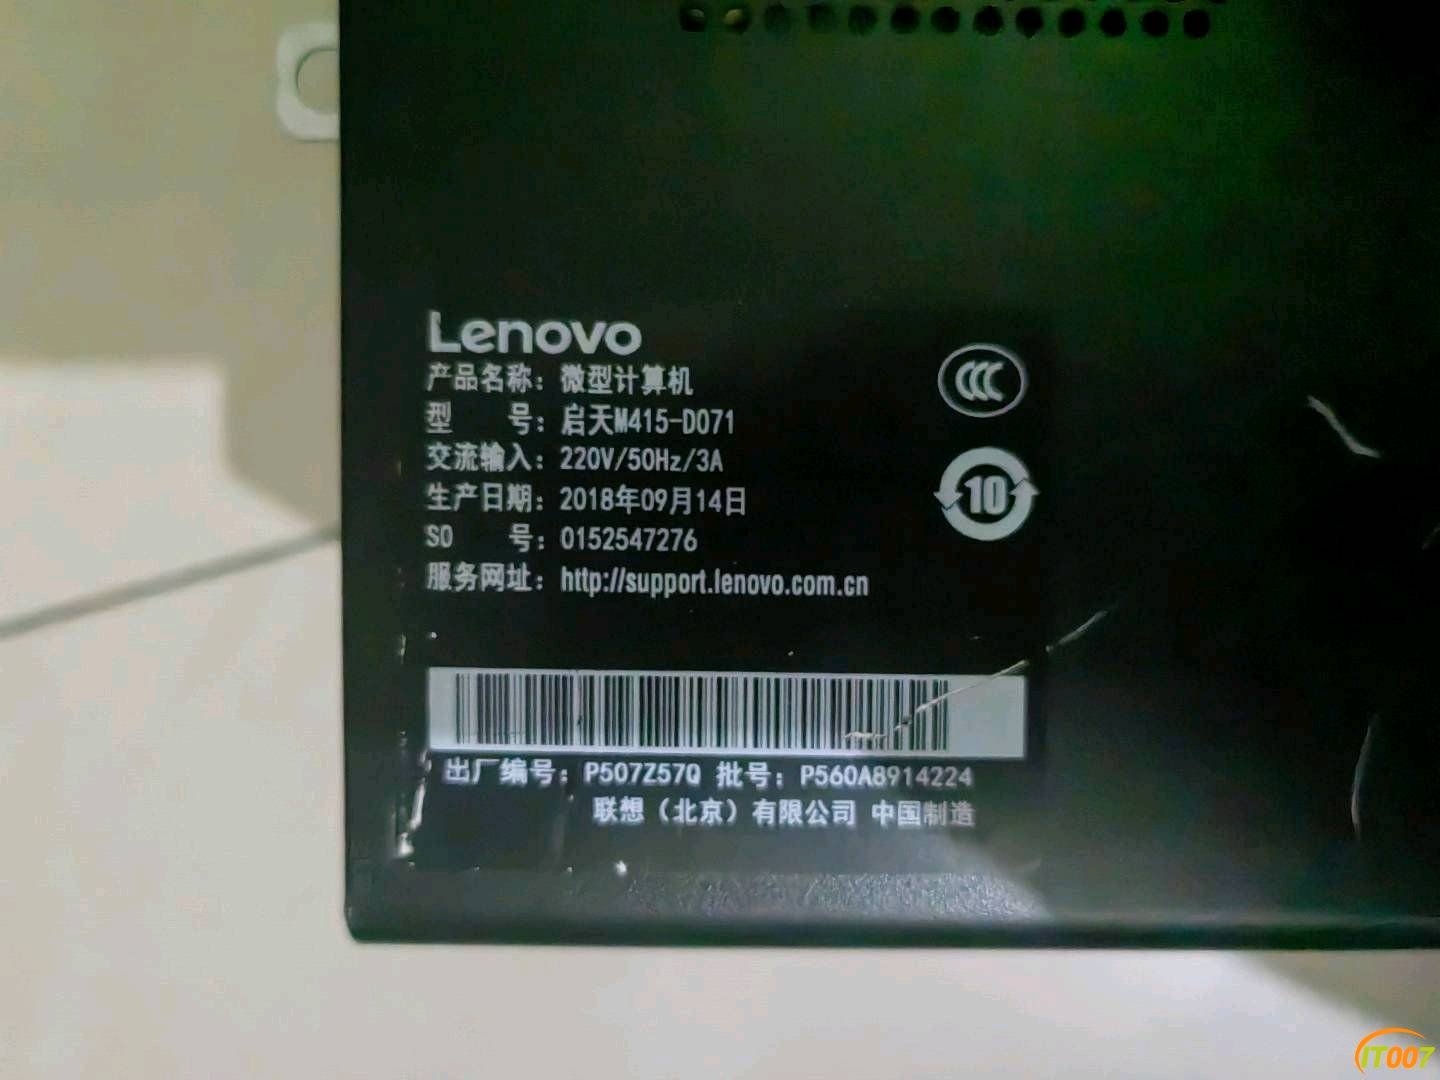 Lenovo
产品名称：微型计算机
型 号：启天M415-D071
交流输入：220V/50Hz/3A
生产日期：2018年09月14日
SO 号：0152547276
服务网址：http://support.lenovo.com.cn
CCC
10
出厂编号：P507Z57Q 批号：P560A8914224
联想（北京）有限公司 中国制造
IT007